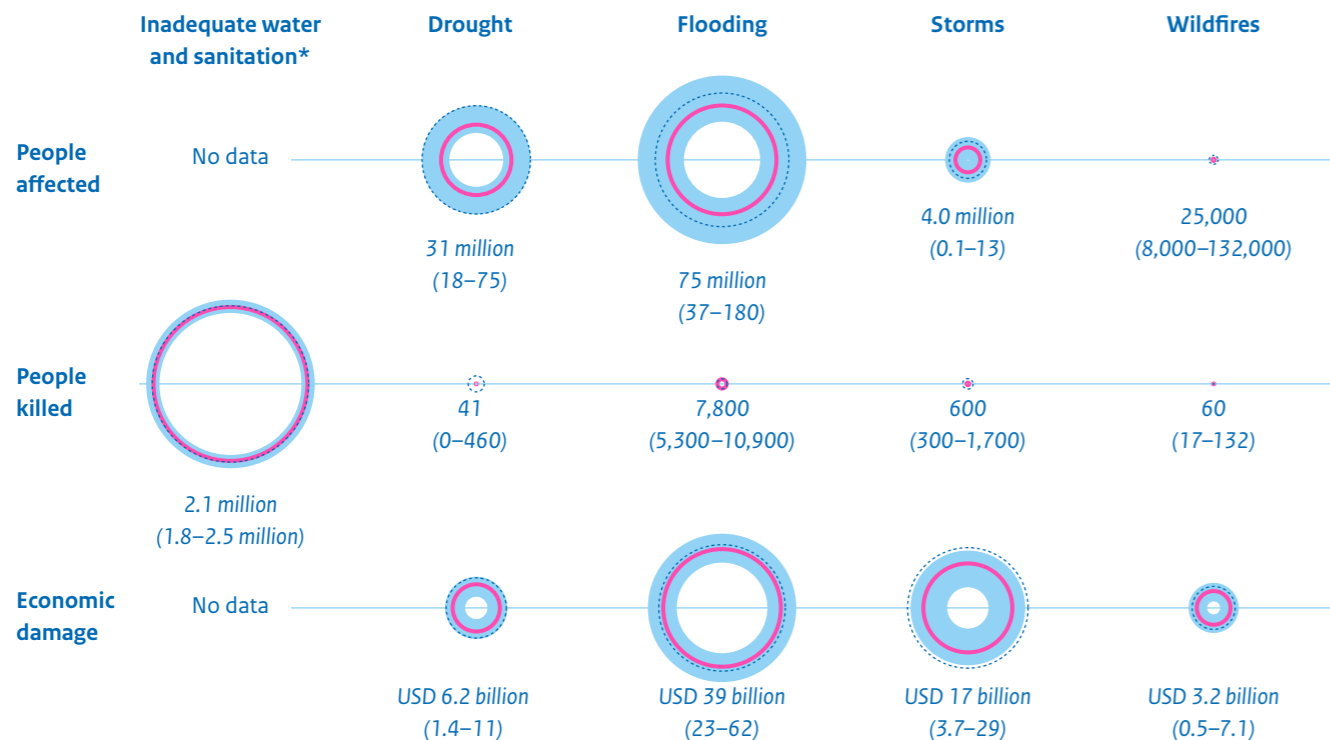 Inadequate water
and sanitation*
Drought
Flooding
Storms
Wildfires
People
affected
No data
31 million
(18–75)
75 million
(37–180)
4.0 million
(0.1–13)
25,000
(8,000–132,000)
People
killed
2.1 million
(1.8–2.5 million)
41
(0–460)
7,800
(5,300–10,900)
600
(300–1,700)
60
(17–132)
Economic
damage
No data
USD 6.2 billion
(1.4–11)
USD 39 billion
(23–62)
USD 17 billion
(3.7–29)
USD 3.2 billion
(0.5–7.1)